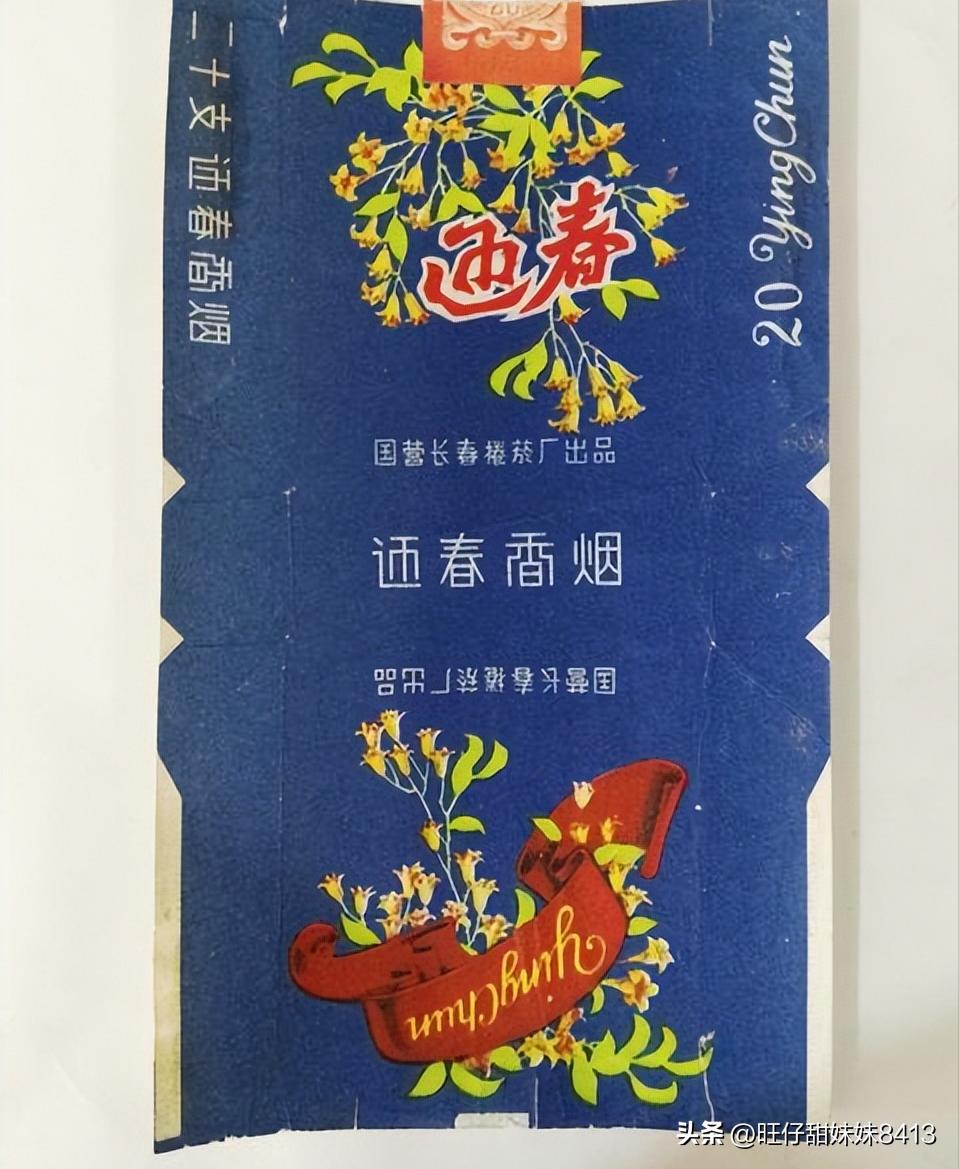 二十支迎春香烟
20 YingChun
迎春
国营长春捲菸厂出品
迎春香烟
国营长春捲菸厂出品
YingChun
头条 @旺仔甜妹妹8413